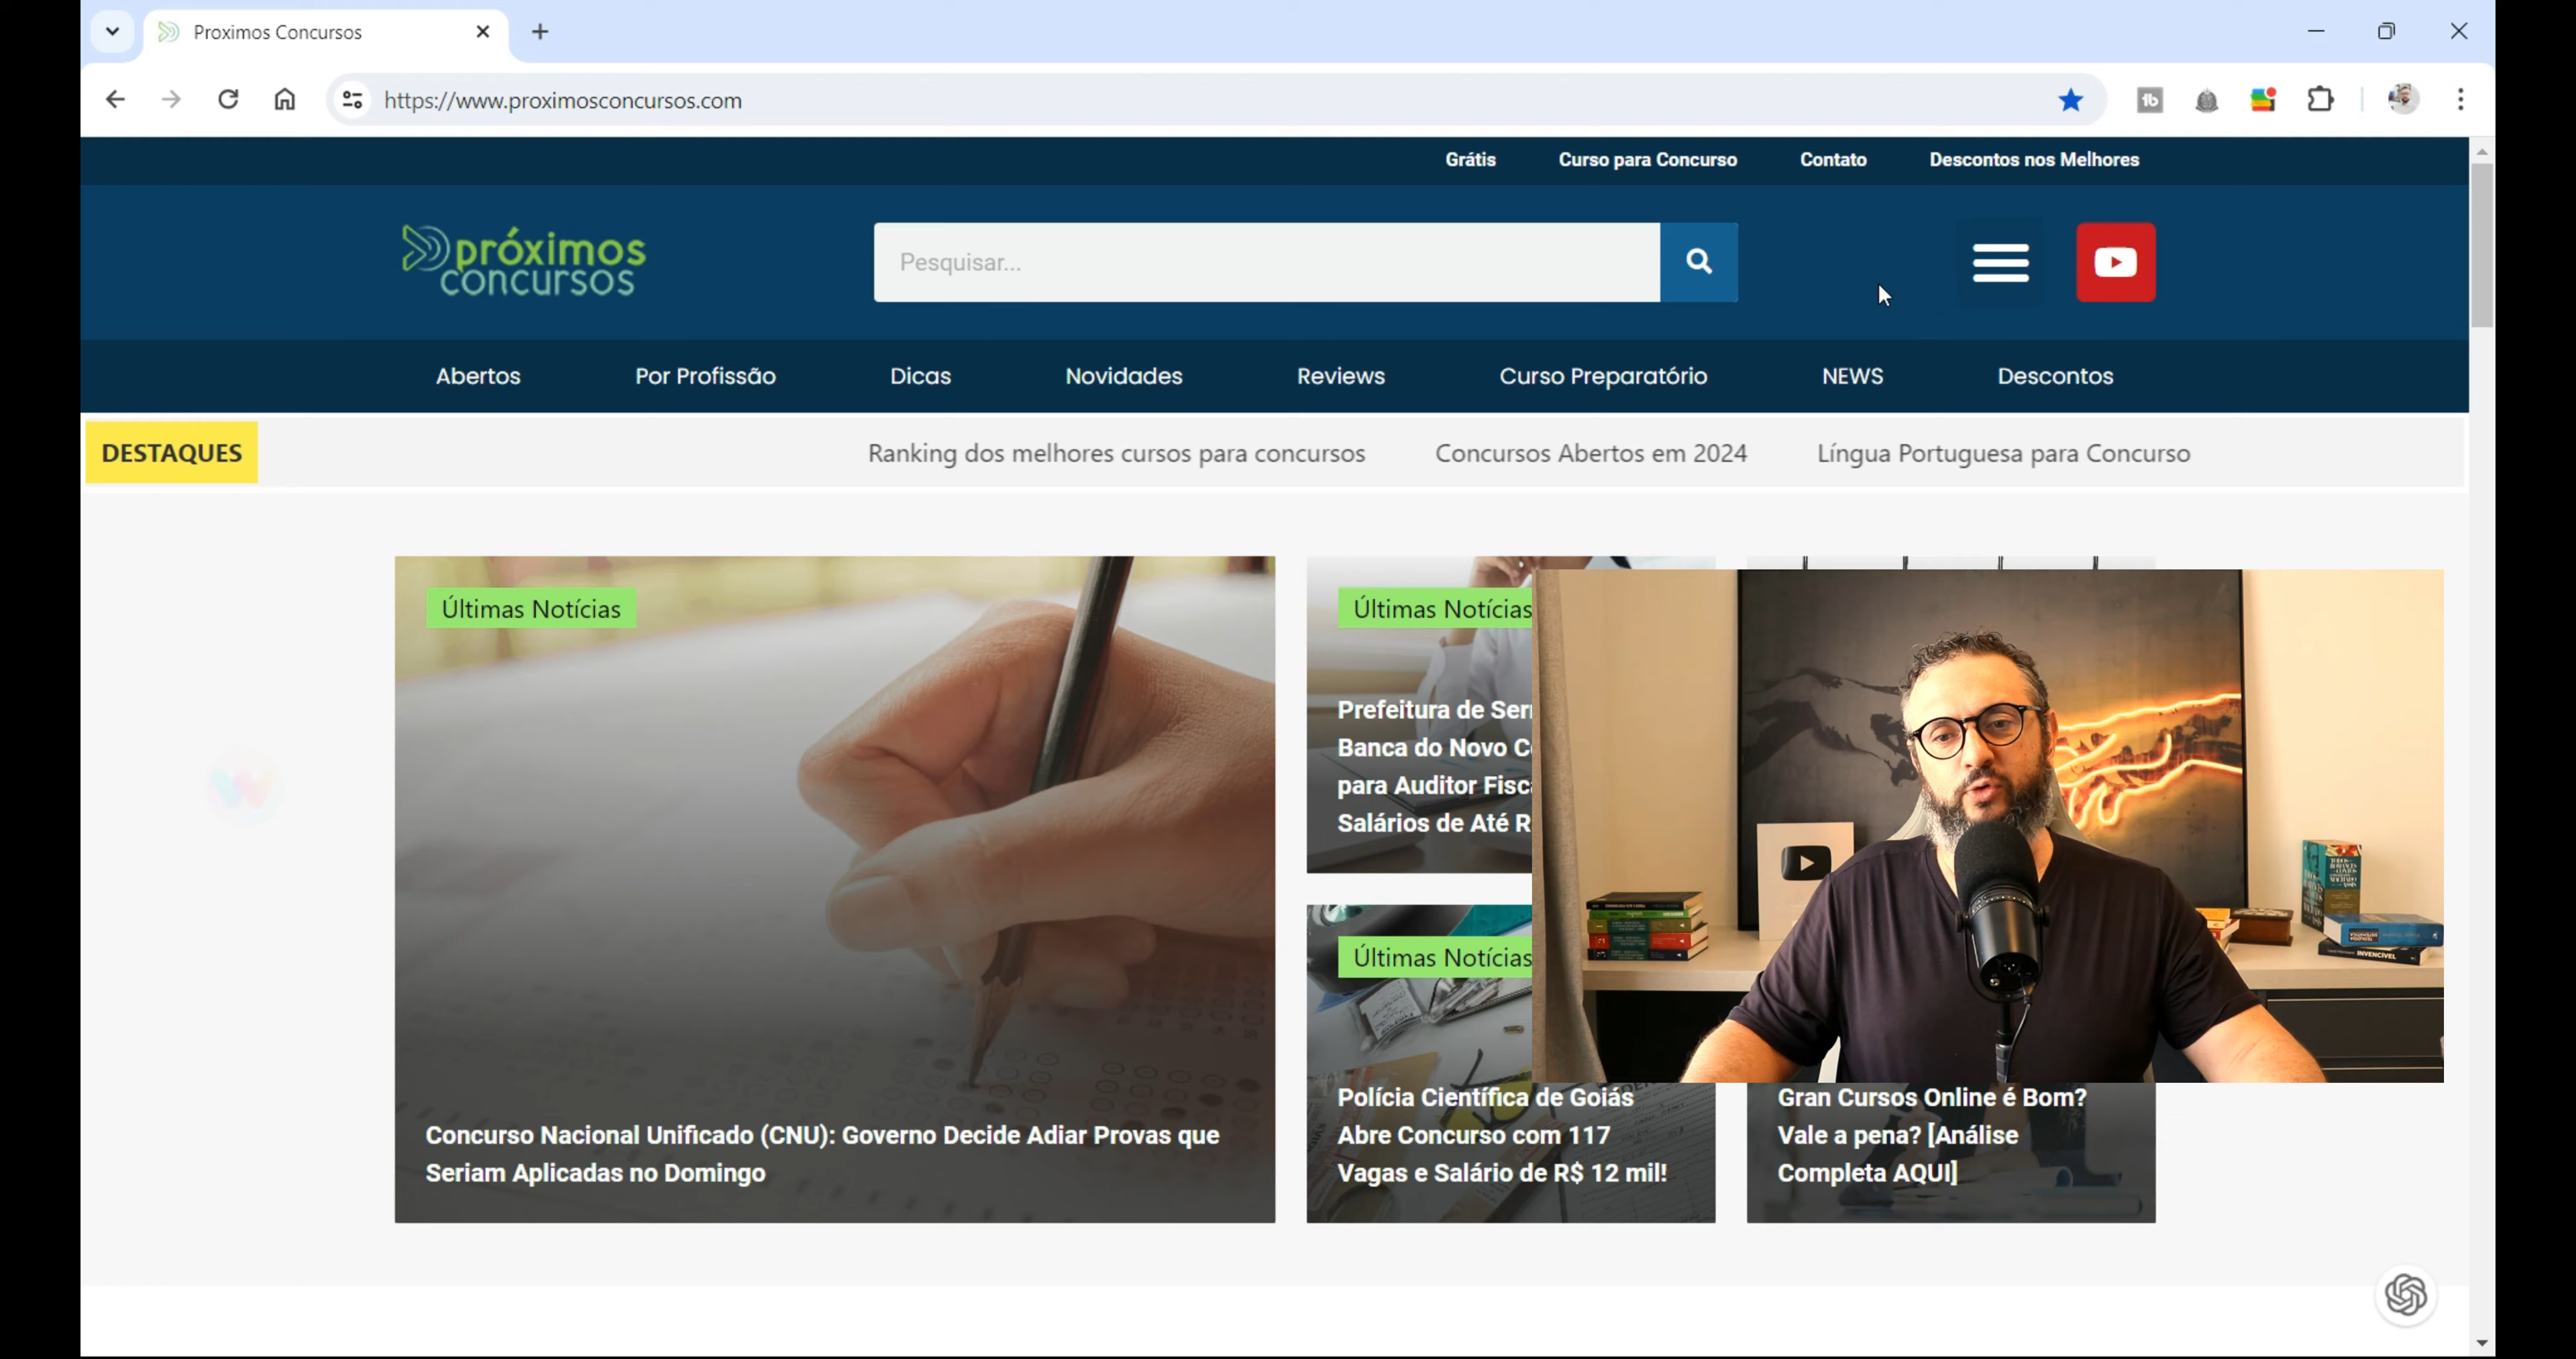 Proximos Concursos
https://www.proximosconcursos.com
Grátis Curso para Concurso Contato Descontos nos Melhores
próximos
concursos
Pesquisar...
Abertos Por Profissão Dicas Novidades Reviews Curso Preparatório NEWS Descontos
DESTAQUES Ranking dos melhores cursos para concursos Concursos Abertos em 2024 Língua Portuguesa para Concurso
Últimas Notícias
Concurso Nacional Unificado (CNU): Governo Decide Adiar Provas que
Seriam Aplicadas no Domingo
Últimas Notícias
Prefeitura de
Banca do Novo
para Auditor
Salários de Até
Últimas Notícias
Polícia Científica de Goiás
Abre Concurso com 117
Vagas e Salário de R$ 12 mil!
Gran Cursos Online é Bom?
Vale a pena? [Análise
Completa AQUI]
INVENCÍVEL